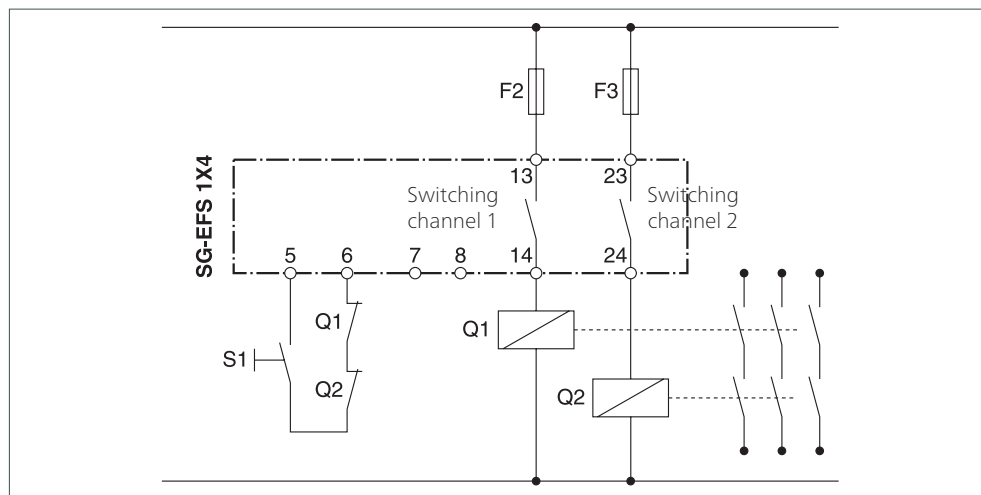 F2
F3
SG-EFS 1X4
13
23
Switching
channel 1
Switching
channel 2
5
6
7
8
14
24
Q1
Q1
S1
Q2
Q2